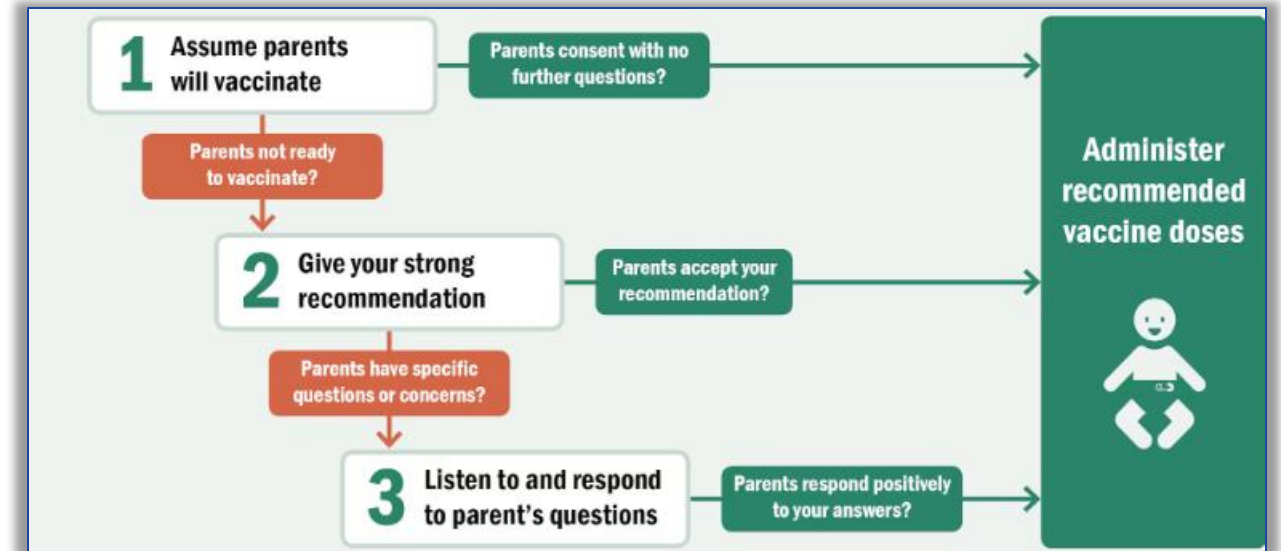 1
Assume parents
will vaccinate
Parents consent with no
further questions?
Parents not ready
to vaccinate?
2
Give your strong
recommendation
Parents accept your
recommendation?
Parents have specific
questions or concerns?
3
Listen to and respond
to parent's questions
Parents respond positively
to your answers?
Administer
recommended
vaccine doses